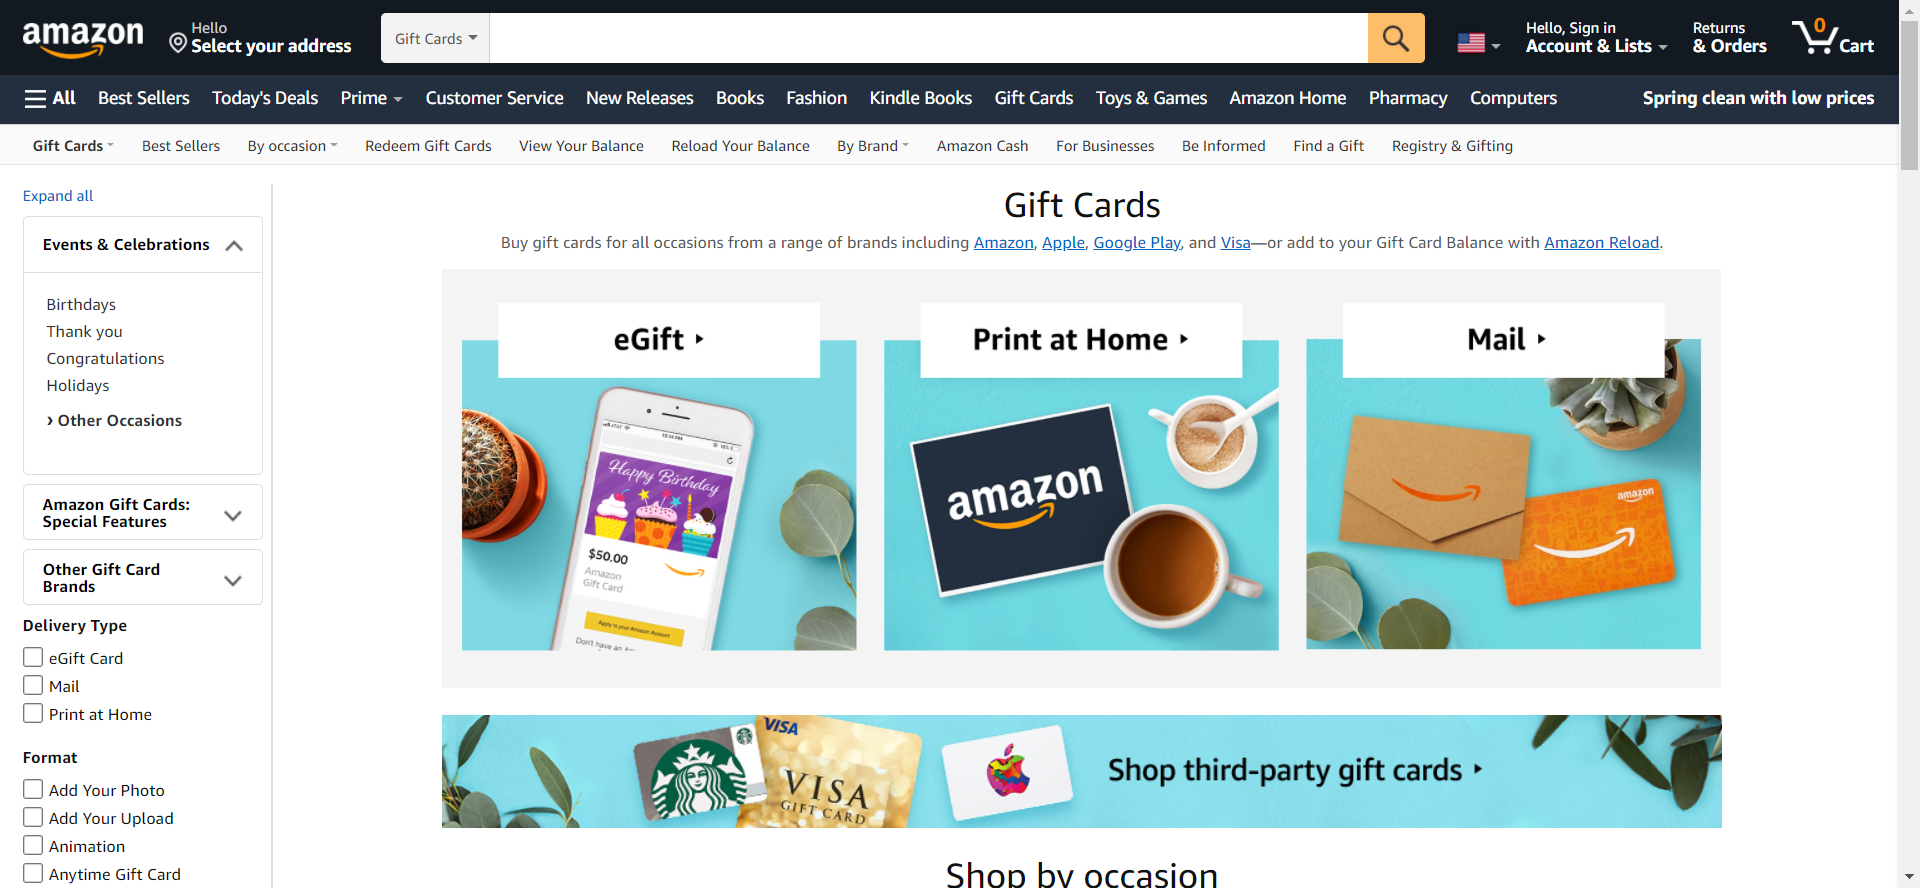 amazon
Hello
Select your address
Gift Cards
Hello, Sign in
Account & Lists
Returns
& Orders
0
Cart
All
Best Sellers
Today's Deals
Prime
Customer Service
New Releases
Books
Fashion
Kindle Books
Gift Cards
Toys & Games
Amazon Home
Pharmacy
Computers
Spring clean with low prices
Gift Cards
Best Sellers
By occasion
Redeem Gift Cards
View Your Balance
Reload Your Balance
By Brand
Amazon Cash
For Businesses
Be Informed
Find a Gift
Registry & Gifting
Expand all
Events & Celebrations
Birthdays
Thank you
Congratulations
Holidays
› Other Occasions
Amazon Gift Cards:
Special Features
Other Gift Card
Brands
Delivery Type
eGift Card
Mail
Print at Home
Format
Add Your Photo
Add Your Upload
Animation
Anytime Gift Card
Gift Cards
Buy gift cards for all occasions from a range of brands including Amazon, Apple, Google Play, and Visa—or add to your Gift Card Balance with Amazon Reload.
eGift
Happy Birthday
$50.00
Amazon
Gift Card
Apply to your Amazon Account
Don't have an
Print at Home
amazon
Mail
amazon
VISA
VISA
GIFT CARD
Shop third-party gift cards
Shop by occasion